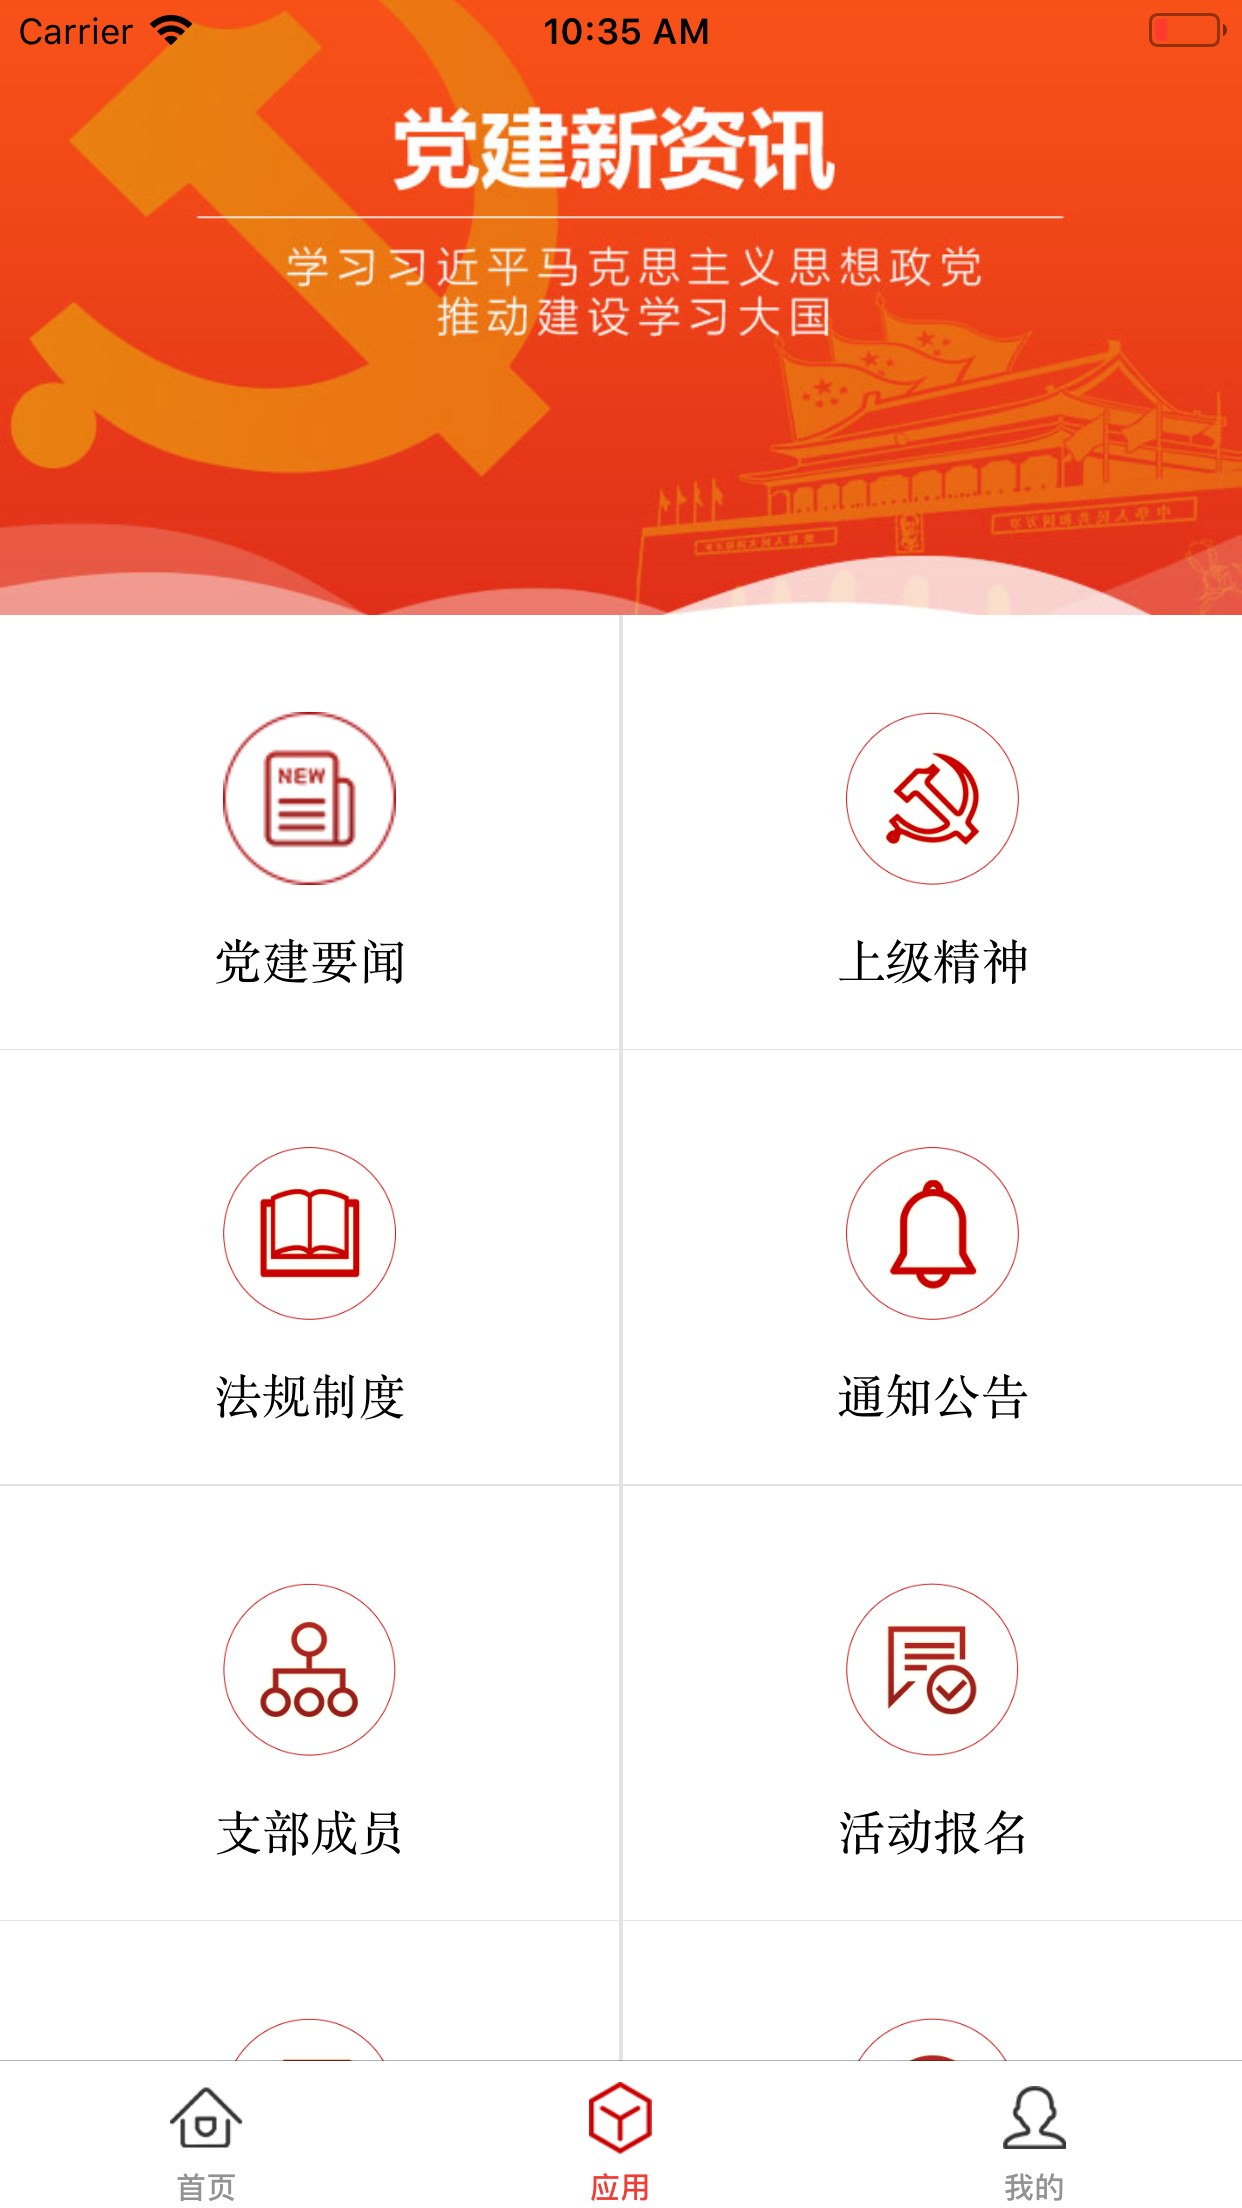 Carrier 10:35 AM
党建新资讯
学习习近平马克思主义思想政党
推动建设学习大国
NEW
党建要闻
上级精神
法规制度
通知公告
支部成员
活动报名
首页
应用
我的